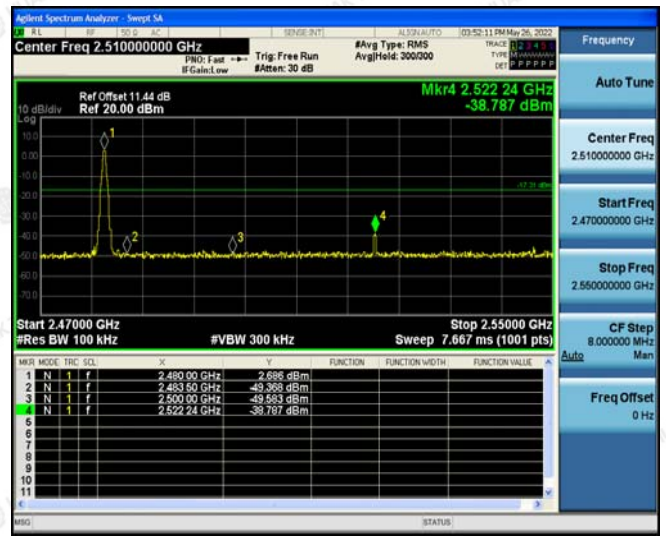 Agilent Spectrum Analyzer - Swept SA
RL RF 50 Ω AC SENSE:INT ALIGNAUTO 03:52:11 PM May 26, 2022
Center Freq 2.510000000 GHz #Avg Type: RMS TRACE 1 2 3 4 5 6
PNO: Fast Trig: Free Run Avg|Hold: 300/300 TYPE
IFGain:Low #Atten: 30 dB DET P P P P P P
Mkr4 2.522 24 GHz
Ref Offset 11.44 dB
10 dB/div Ref 20.00 dBm -38.787 dBm
Log
10.0
0.00
-10.0
-17.31 dBm
-20.0
-30.0
-40.0
-50.0
-60.0
-70.0
1
2
3
4
Start 2.47000 GHz Stop 2.55000 GHz
#Res BW 100 kHz #VBW 300 kHz Sweep 7.667 ms (1001 pts)
MKR MODE TRC SCL X Y FUNCTION FUNCTION WIDTH FUNCTION VALUE
1 N 1 f 2.480 00 GHz 2.686 dBm
2 N 1 f 2.483 50 GHz -49.368 dBm
3 N 1 f 2.500 00 GHz -49.583 dBm
4 N 1 f 2.522 24 GHz -38.787 dBm
5
6
7
8
9
10
11
MSG STATUS
Frequency
Auto Tune
Center Freq
2.510000000 GHz
Start Freq
2.470000000 GHz
Stop Freq
2.550000000 GHz
CF Step
8.000000 MHz
Auto Man
Freq Offset
0 Hz